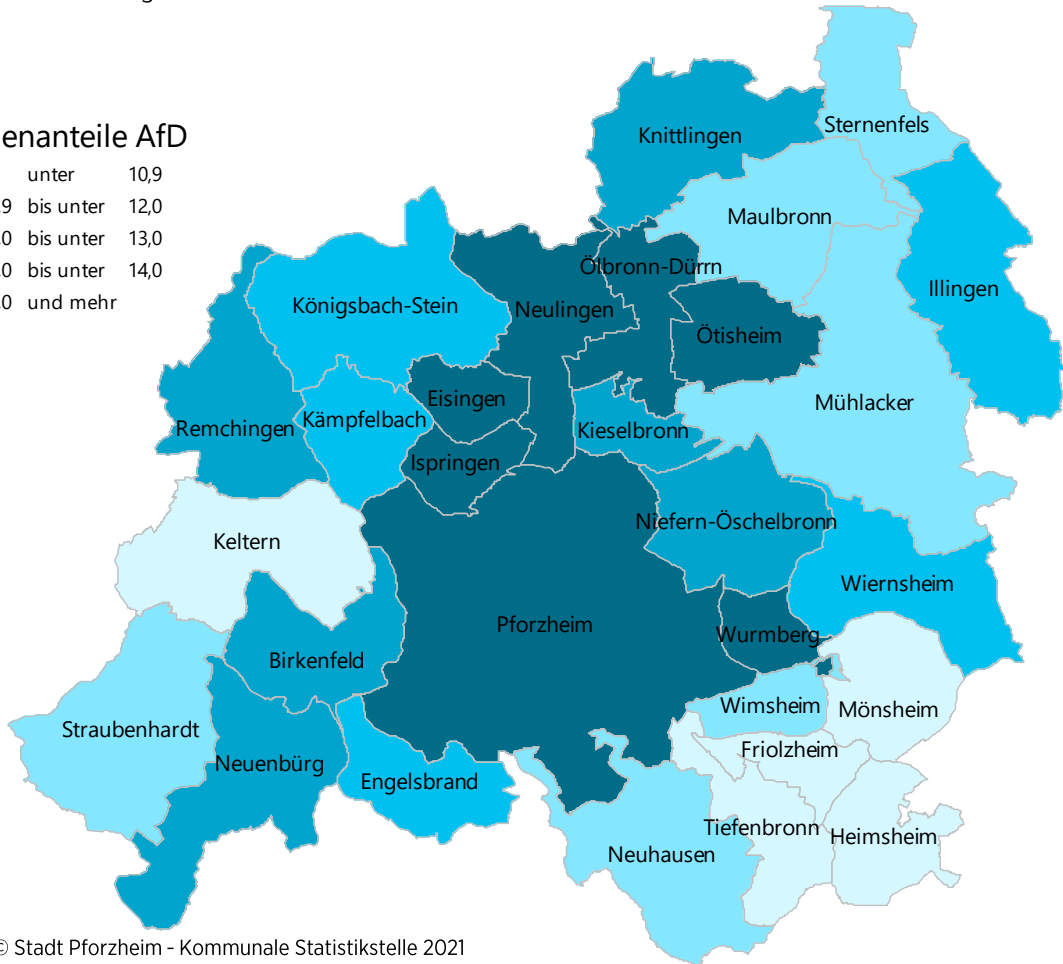 enanteile AfD
unter 10,9
,9 bis unter 12,0
,0 bis unter 13,0
,0 bis unter 14,0
,0 und mehr
Sternenfels
Knittlingen
Maulbronn
Ölbronn-Dürrn
Illingen
Königsbach-Stein
Neulingen
Ötisheim
Eisingen
Mühlacker
Kämpfelbach
Remchingen
Kieselbronn
Ispringen
Niefern-Öschelbronn
Keltern
Wiernsheim
Pforzheim
Wurmberg
Birkenfeld
Wimsheim
Mönsheim
Straubenhardt
Friolzheim
Neuenbürg
Engelsbrand
Tiefenbronn
Heimsheim
Neuhausen
© Stadt Pforzheim - Kommunale Statistikstelle 2021